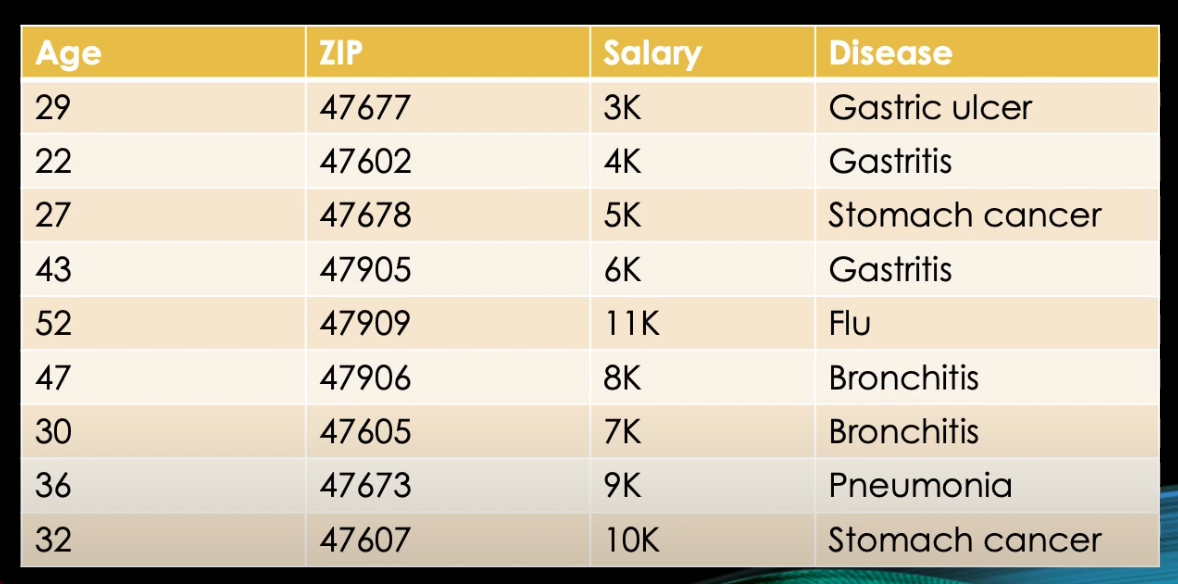 Age ZIP Salary Disease
29 47677 3K Gastric ulcer
22 47602 4K Gastritis
27 47678 5K Stomach cancer
43 47905 6K Gastritis
52 47909 11K Flu
47 47906 8K Bronchitis
30 47605 7K Bronchitis
36 47673 9K Pneumonia
32 47607 10K Stomach cancer